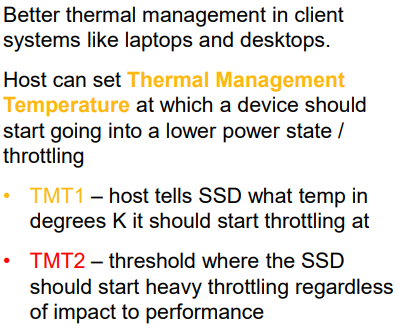 Better thermal management in client
systems like laptops and desktops.
Host can set Thermal Management
Temperature at which a device should
start going into a lower power state /
throttling
• TMT1 – host tells SSD what temp in
degrees K it should start throttling at
• TMT2 – threshold where the SSD
should start heavy throttling regardless
of impact to performance